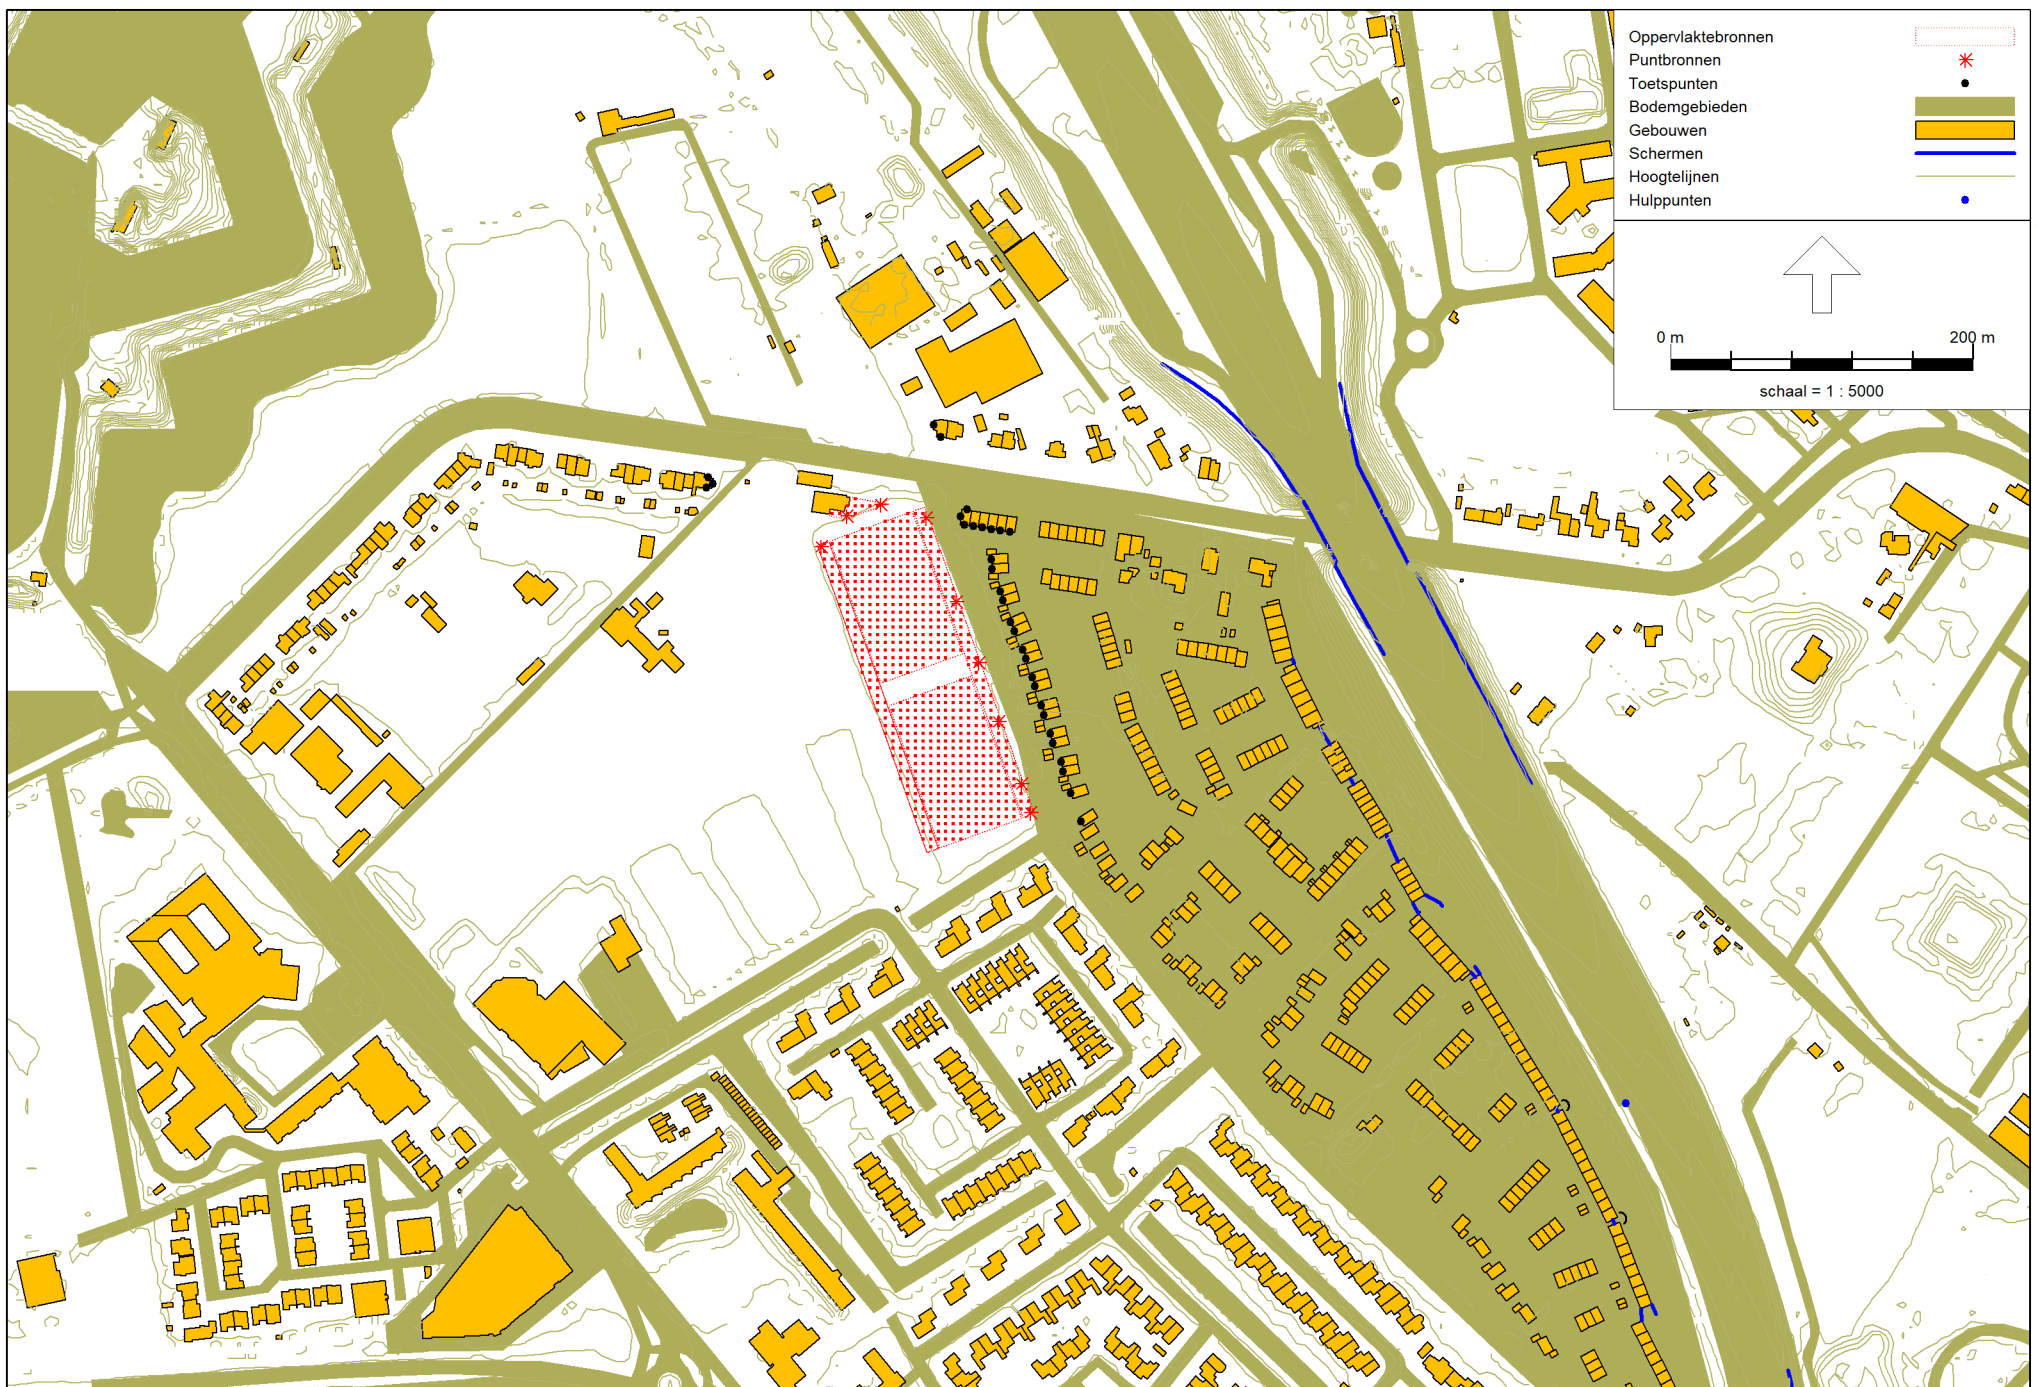 Oppervlaktebronnen
Puntbronnen
Toetspunten
Bodemgebieden
Gebouwen
Schermen
Hoogtelijnen
Hulppunten
0 m 200 m
schaal = 1 : 5000